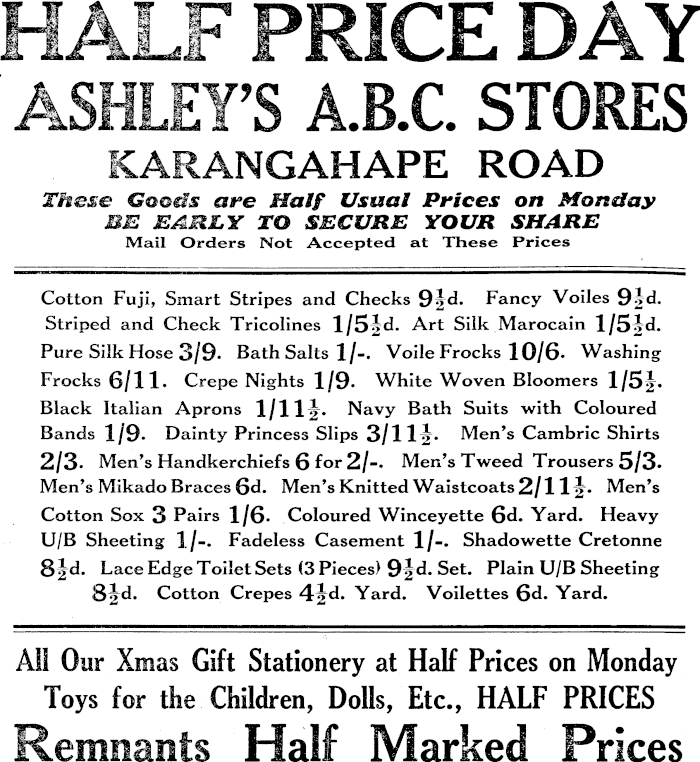 HALF PRICE DAY
ASHLEY'S A.B.C. STORES
KARANGAHAPE ROAD
These Goods are Half Usual Prices on Monday
BE EARLY TO SECURE YOUR SHARE
Mail Orders Not Accepted at These Prices
Cotton Fuji, Smart Stripes and Checks 9½d. Fancy Voiles 9½d.
Striped and Check Tricolines 1/5½d. Art Silk Marocain 1/5½d.
Pure Silk Hose 3/9. Bath Salts 1/-. Voile Frocks 10/6. Washing
Frocks 6/11. Crepe Nights 1/9. White Woven Bloomers 1/5½.
Black Italian Aprons 1/11½. Navy Bath Suits with Coloured
Bands 1/9. Dainty Princess Slips 3/11½. Men's Cambric Shirts
2/3. Men's Handkerchiefs 6 for 2/-. Men's Tweed Trousers 5/3.
Men's Mikado Braces 6d. Men's Knitted Waistcoats 2/11½. Men's
Cotton Sox 3 Pairs 1/6. Coloured Winceyette 6d. Yard. Heavy
U/B Sheeting 1/-. Fadeless Casement 1/-. Shadowette Cretonne
8½d. Lace Edge Toilet Sets (3 Pieces) 9½d. Set. Plain U/B Sheeting
8½d. Cotton Crepes 4½d. Yard. Voilettes 6d. Yard.
All Our Xmas Gift Stationery at Half Prices on Monday
Toys for the Children, Dolls, Etc., HALF PRICES
Remnants Half Marked Prices